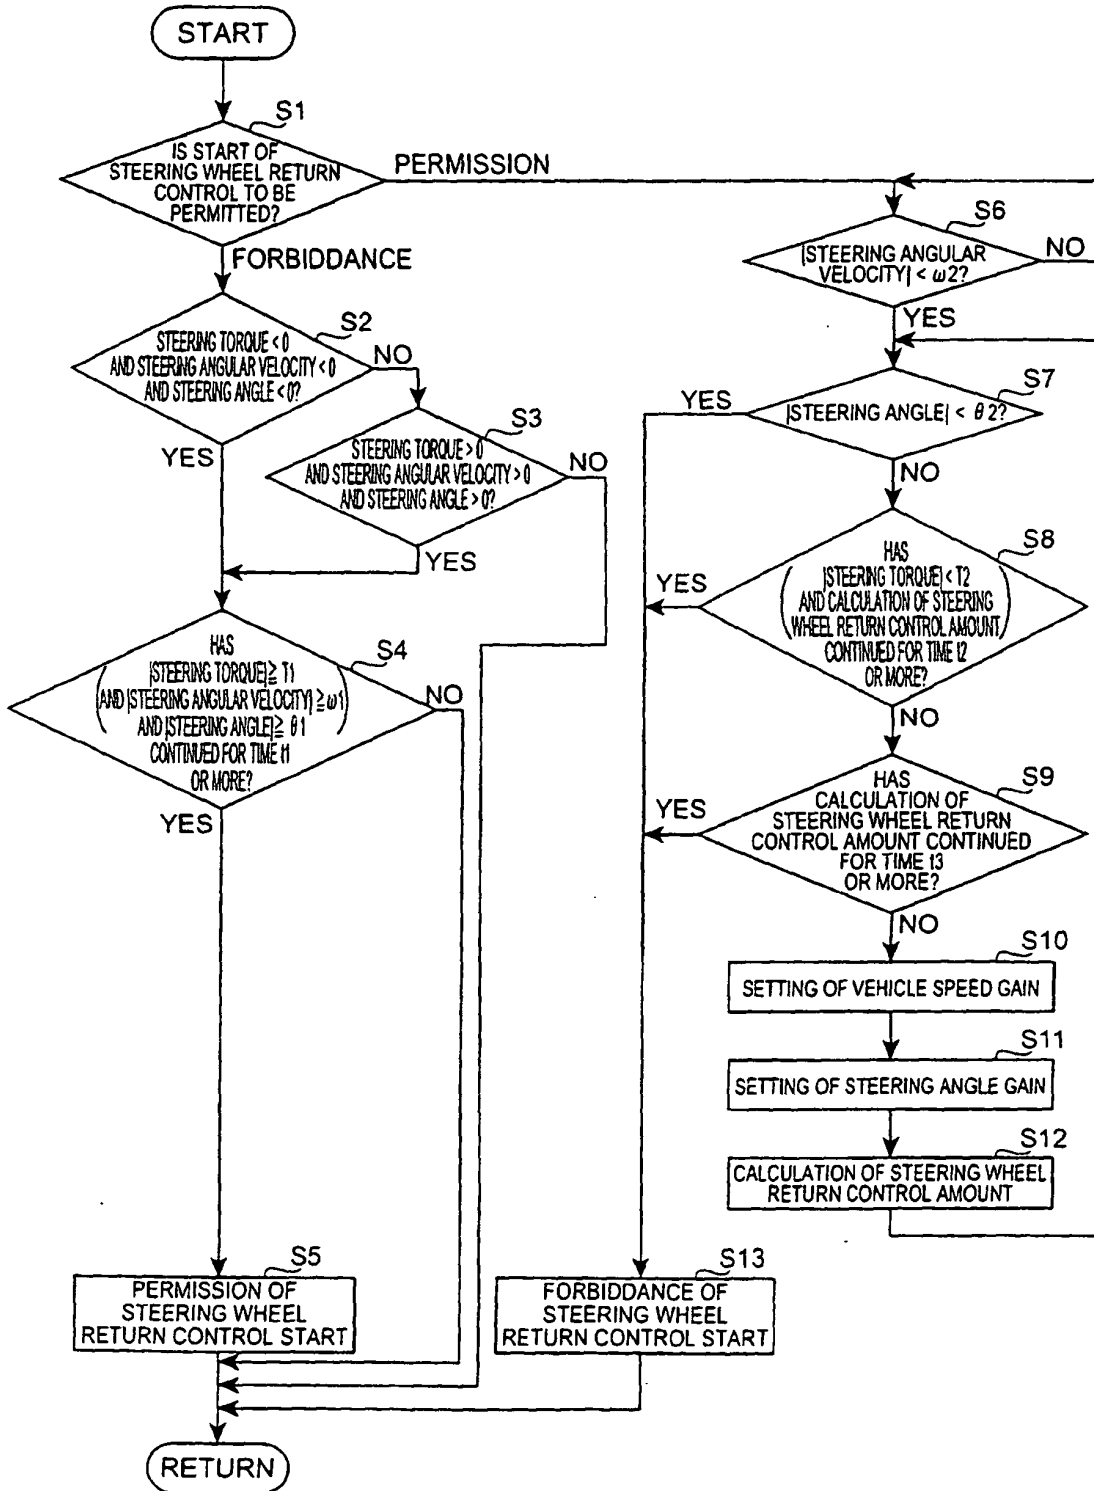 START
S1
IS START OF
STEERING WHEEL RETURN
CONTROL TO BE
PERMITTED?
PERMISSION
FORBIDDANCE
S2
STEERING TORQUE < 0
AND STEERING ANGULAR VELOCITY < 0
AND STEERING ANGLE < 0?
NO
YES
S3
STEERING TORQUE > 0
AND STEERING ANGULAR VELOCITY > 0
AND STEERING ANGLE > 0?
NO
YES
S4
HAS
|STEERING TORQUE| ≧ T1
AND |STEERING ANGULAR VELOCITY| ≧ ω1
AND |STEERING ANGLE| ≧ θ1
CONTINUED FOR TIME t1
OR MORE?
NO
YES
S5
PERMISSION OF
STEERING WHEEL
RETURN CONTROL START
S6
|STEERING ANGULAR
VELOCITY| < ω2?
NO
YES
S7
|STEERING ANGLE| < θ2?
YES
NO
S8
HAS
|STEERING TORQUE| < T2
AND CALCULATION OF STEERING
WHEEL RETURN CONTROL AMOUNT
CONTINUED FOR TIME t2
OR MORE?
YES
NO
S9
HAS
CALCULATION OF
STEERING WHEEL RETURN
CONTROL AMOUNT CONTINUED
FOR TIME t3
OR MORE?
YES
NO
S10
SETTING OF VEHICLE SPEED GAIN
S11
SETTING OF STEERING ANGLE GAIN
S12
CALCULATION OF STEERING WHEEL
RETURN CONTROL AMOUNT
S13
FORBIDDANCE OF
STEERING WHEEL
RETURN CONTROL START
RETURN